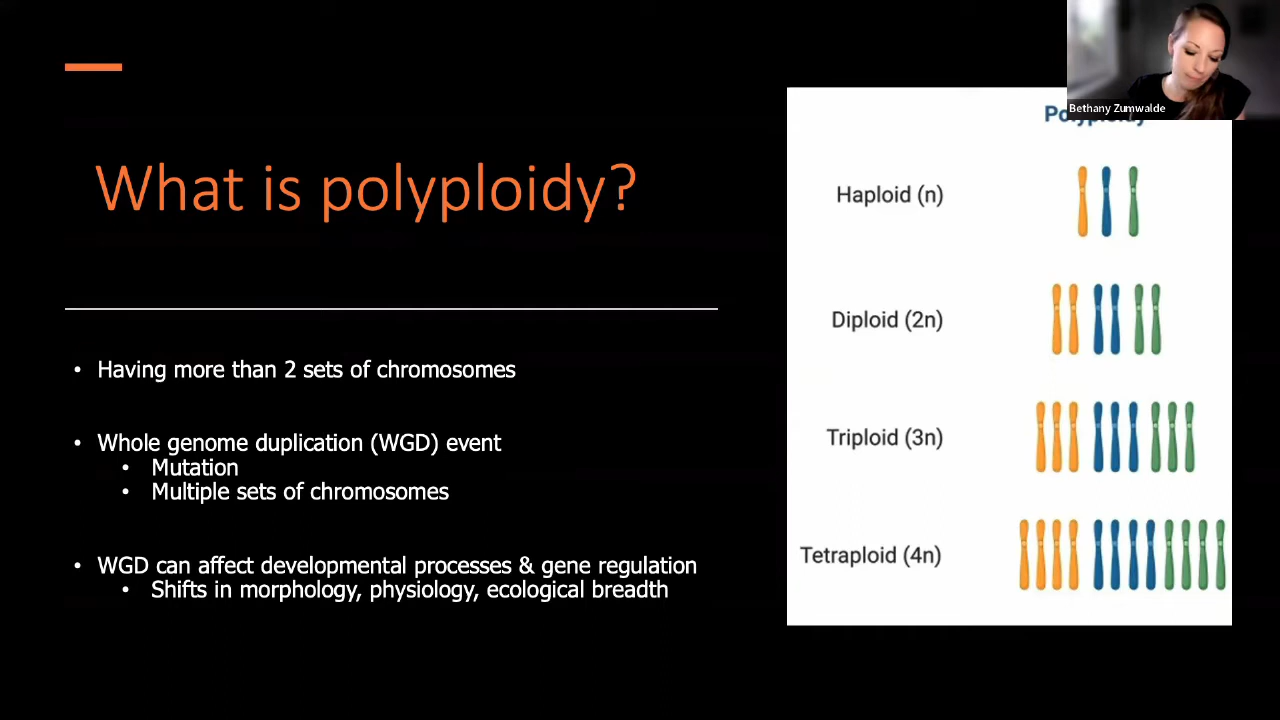 What is polyploidy?
• Having more than 2 sets of chromosomes
• Whole genome duplication (WGD) event
• Mutation
• Multiple sets of chromosomes
• WGD can affect developmental processes & gene regulation
• Shifts in morphology, physiology, ecological breadth
Bethany Zumwalde
Polyploidy
Haploid (n)
Diploid (2n)
Triploid (3n)
Tetraploid (4n)